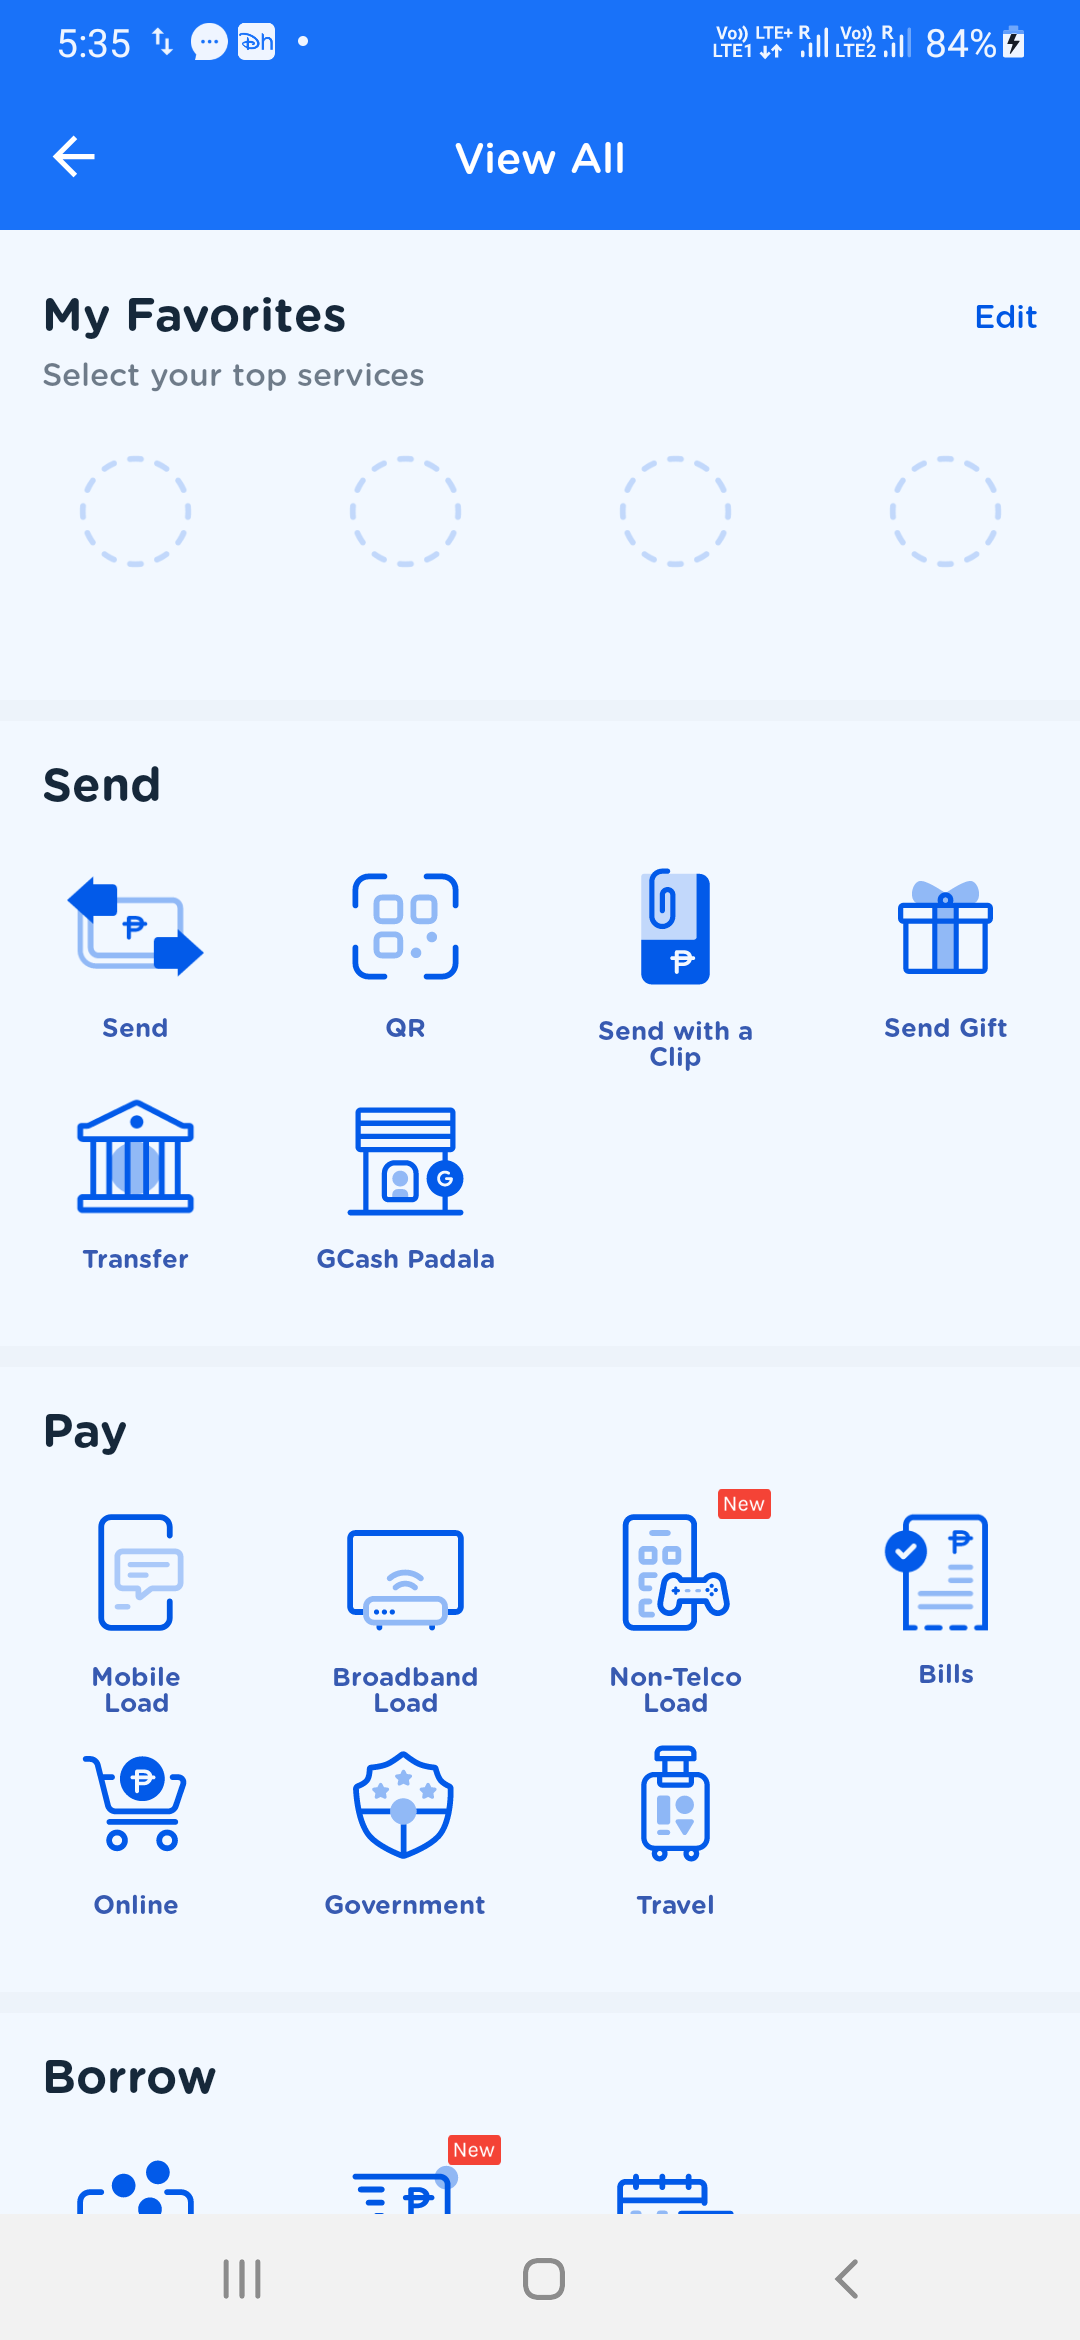 5:35
Vo)) LTE+ R Vo)) R
LTE1 LTE2
84%
View All
My Favorites
Edit
Select your top services
Send
Send
QR
Send with a
Clip
Send Gift
Transfer
GCash Padala
Pay
New
Mobile
Load
Broadband
Load
Non-Telco
Load
Bills
Online
Government
Travel
Borrow
New